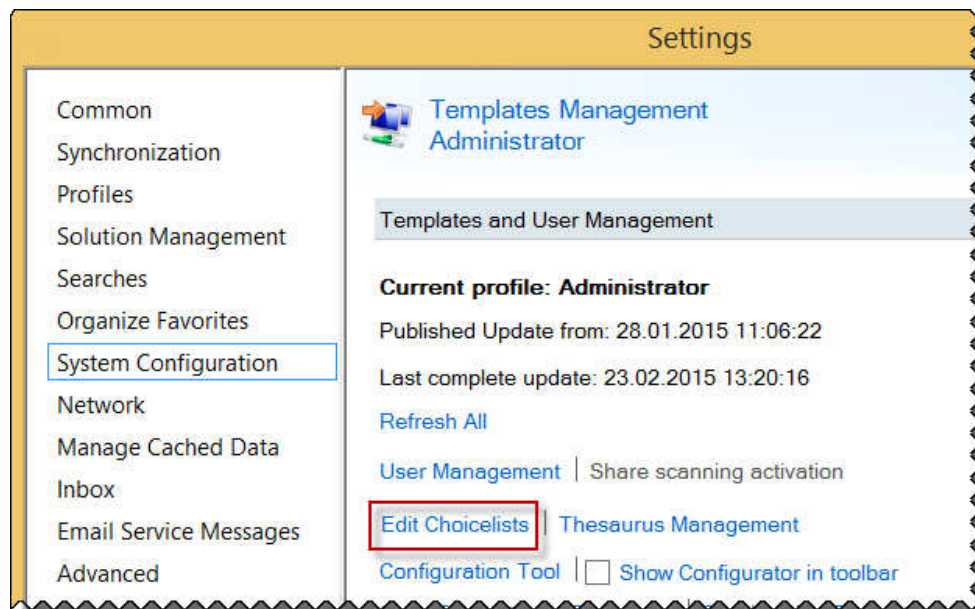 Settings
Common
Synchronization
Profiles
Solution Management
Searches
Organize Favorites
System Configuration
Network
Manage Cached Data
Inbox
Email Service Messages
Advanced
Templates Management
Administrator
Templates and User Management
Current profile: Administrator
Published Update from: 28.01.2015 11:06:22
Last complete update: 23.02.2015 13:20:16
Refresh All
User Management | Share scanning activation
Edit Choicelists | Thesaurus Management
Configuration Tool | Show Configurator in toolbar